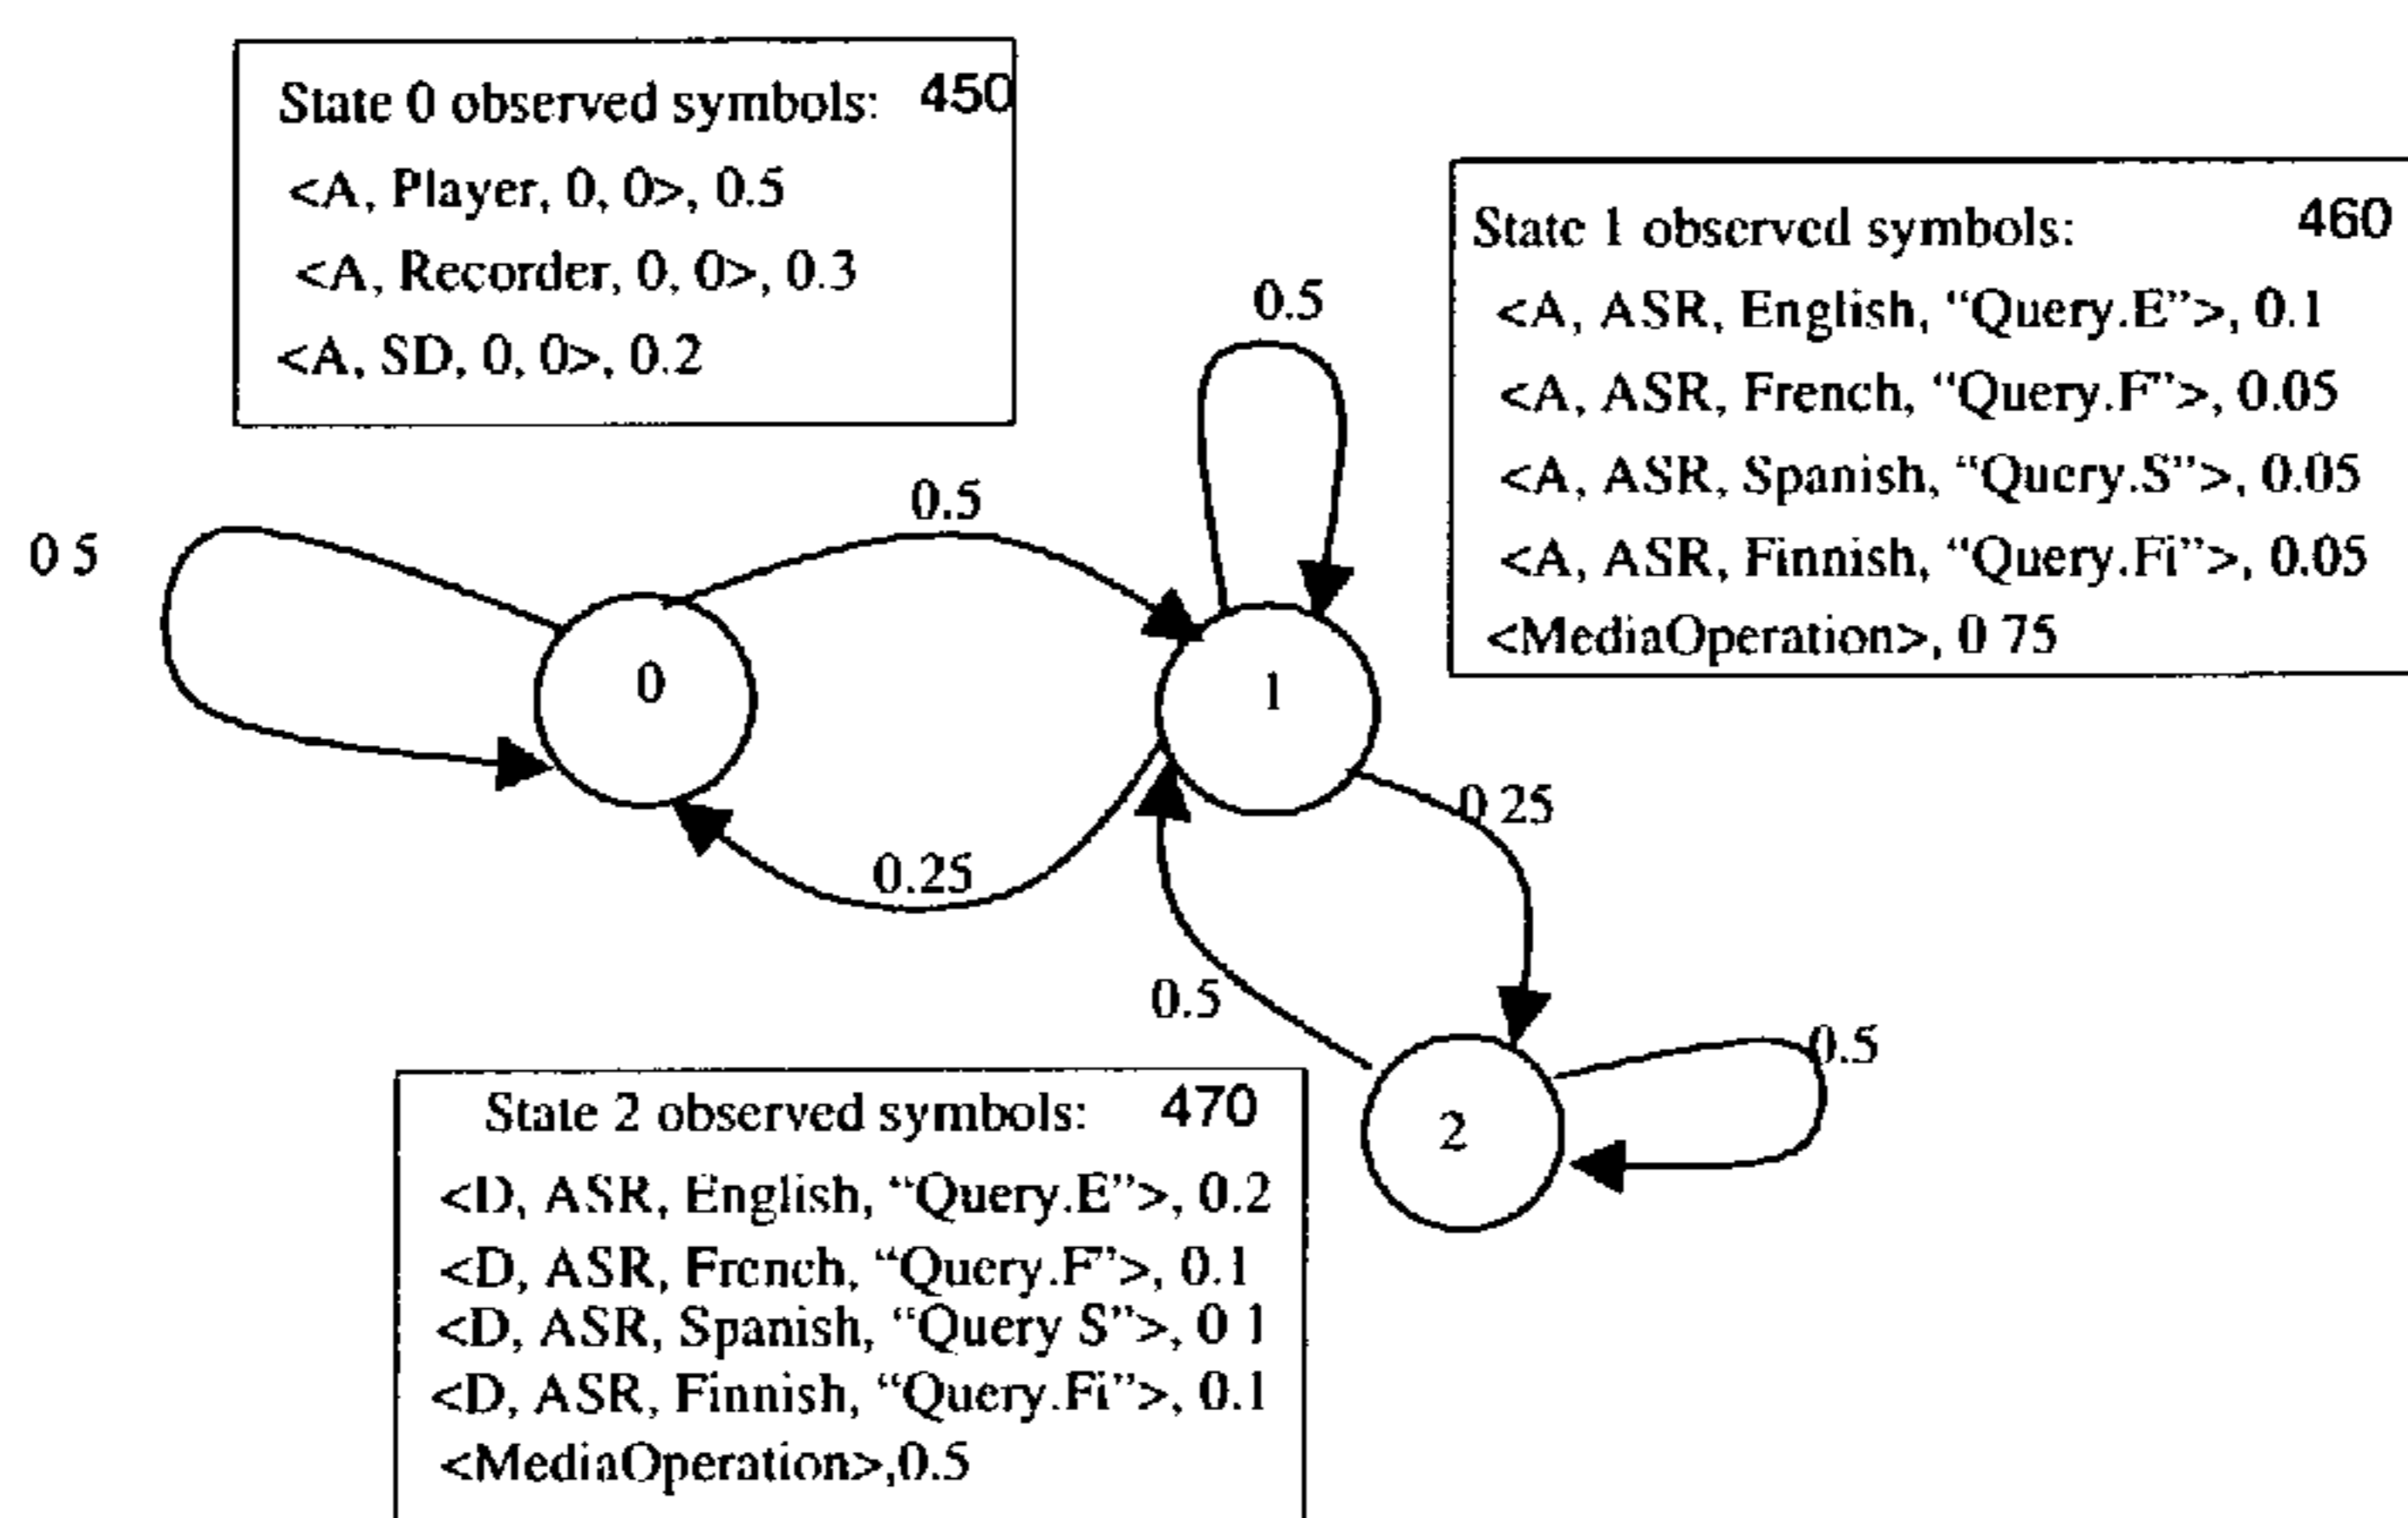 State 0 observed symbols: 450
<A, Player, 0, 0>, 0.5
<A, Recorder, 0, 0>, 0.3
<A, SD, 0, 0>, 0.2
State 1 observed symbols: 460
<A, ASR, English, “Query.E”>, 0.1
<A, ASR, French, “Query.F”>, 0.05
<A, ASR, Spanish, “Query.S”>, 0.05
<A, ASR, Finnish, “Query.Fi”>, 0.05
<MediaOperation>, 0 75
0.5
0.5
0 5
0
1
0.25
0 25
0.5
0.5
2
State 2 observed symbols: 470
<D, ASR, English, “Query.E”>, 0.2
<D, ASR, French, “Query.F”>, 0.1
<D, ASR, Spanish, “Query S”>, 0 1
<D, ASR, Finnish, “Query.Fi”>, 0.1
<MediaOperation>,0.5